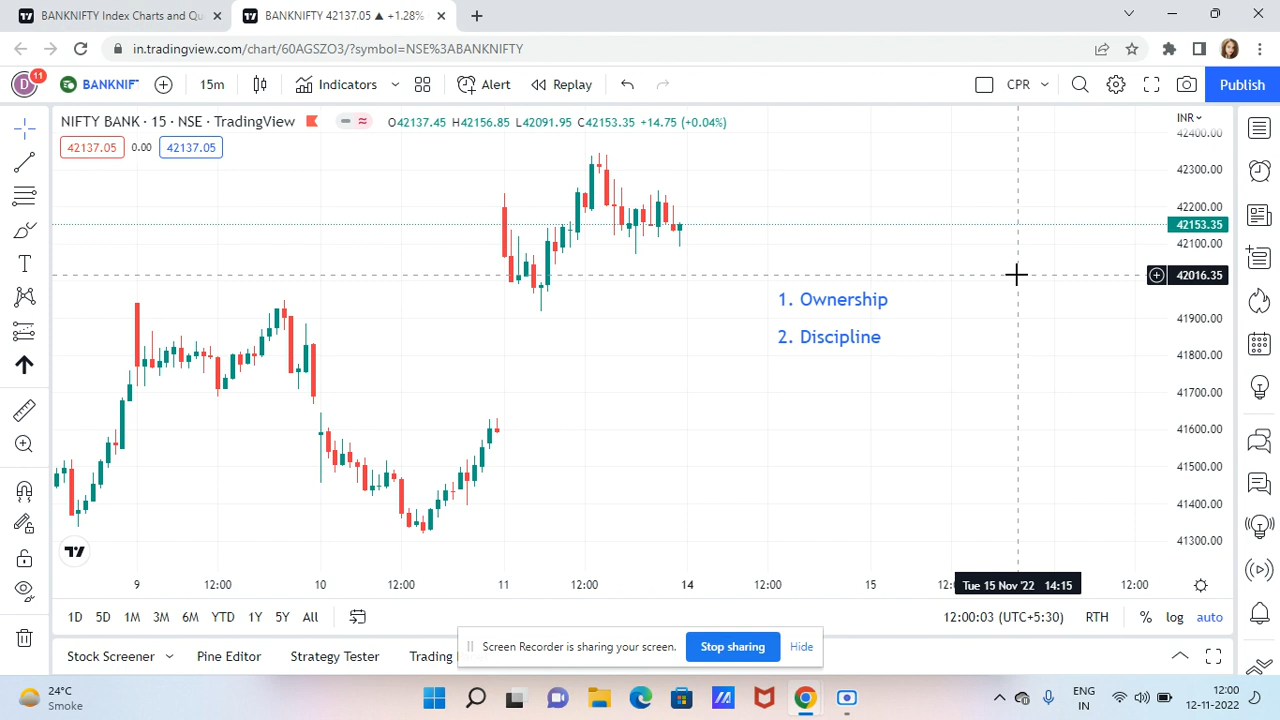 BANKNIFTY Index Charts and Qu
BANKNIFTY 42137.05 ▲ +1.28%
in.tradingview.com/chart/60AGSZO3/?symbol=NSE%3ABANKNIFTY
D 11 BANKNIF 15m Indicators Alert Replay CPR Publish
NIFTY BANK · 15 · NSE · TradingView O42137.45 H42156.85 L42091.95 C42153.35 +14.75 (+0.04%) INR
42137.05 0.00 42137.05
42400.00
42300.00
42200.00
42153.35
42100.00
42016.35
1. Ownership
41900.00
2. Discipline
41800.00
41700.00
41600.00
41500.00
41400.00
41300.00
9 12:00 10 12:00 11 12:00 14 12:00 15 Tue 15 Nov '22 14:15 12:00
1D 5D 1M 3M 6M YTD 1Y 5Y All 12:00:03 (UTC+5:30) RTH % log auto
Screen Recorder is sharing your screen. Stop sharing Hide
Stock Screener Pine Editor Strategy Tester Trading
24°C
Smoke
ENG
IN
12:00
12-11-2022